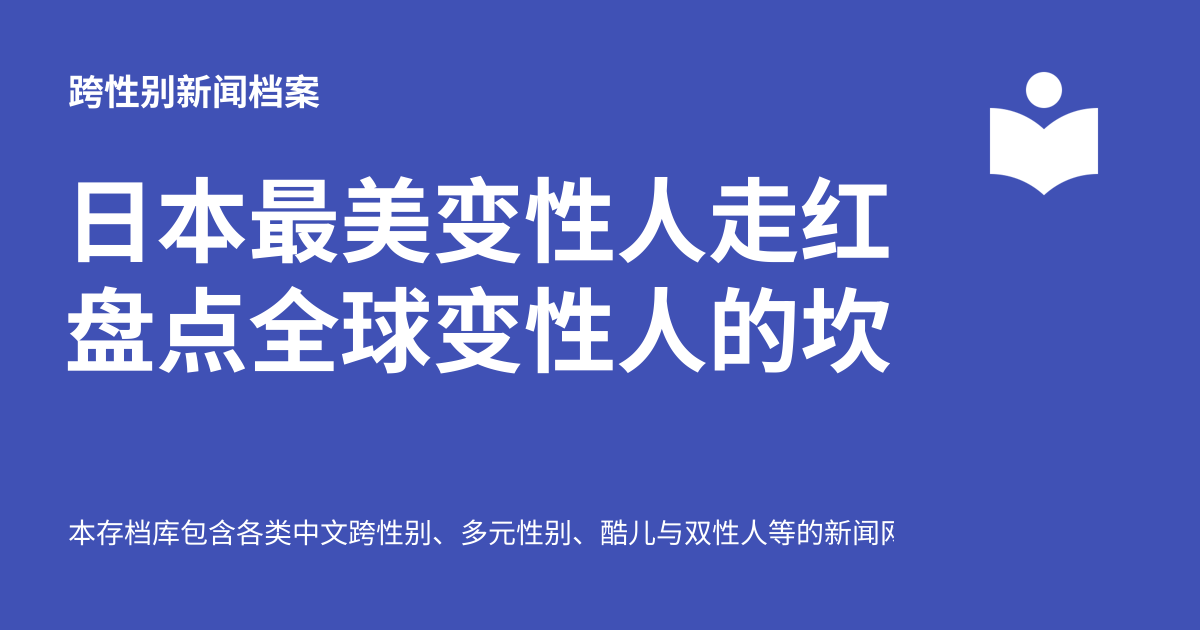 跨性别新闻档案
日本最美变性人走红
盘点全球变性人的坎
本存档库包含各类中文跨性别、多元性别、酷儿与双性人等的新闻